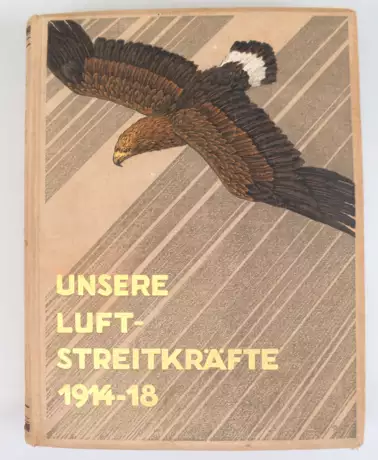 UNSERE
LUFT-
STREITKRÄFTE
1914-18